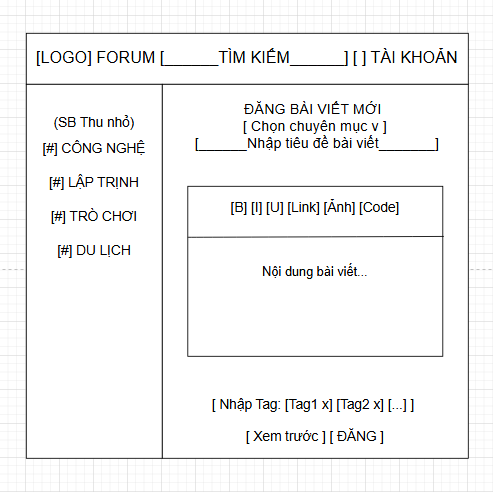 [LOGO] FORUM [______TÌM KIẾM______] [ ] TÀI KHOẢN
(SB Thu nhỏ)
[#] CÔNG NGHỆ
[#] LẬP TRỊNH
[#] TRÒ CHƠI
[#] DU LỊCH
ĐĂNG BÀI VIẾT MỚI
[ Chọn chuyên mục v ]
[______Nhập tiêu đề bài viết_______]
[B] [I] [U] [Link] [Ảnh] [Code]
Nội dung bài viết...
[ Nhập Tag: [Tag1 x] [Tag2 x] [...] ]
[ Xem trước ] [ ĐĂNG ]